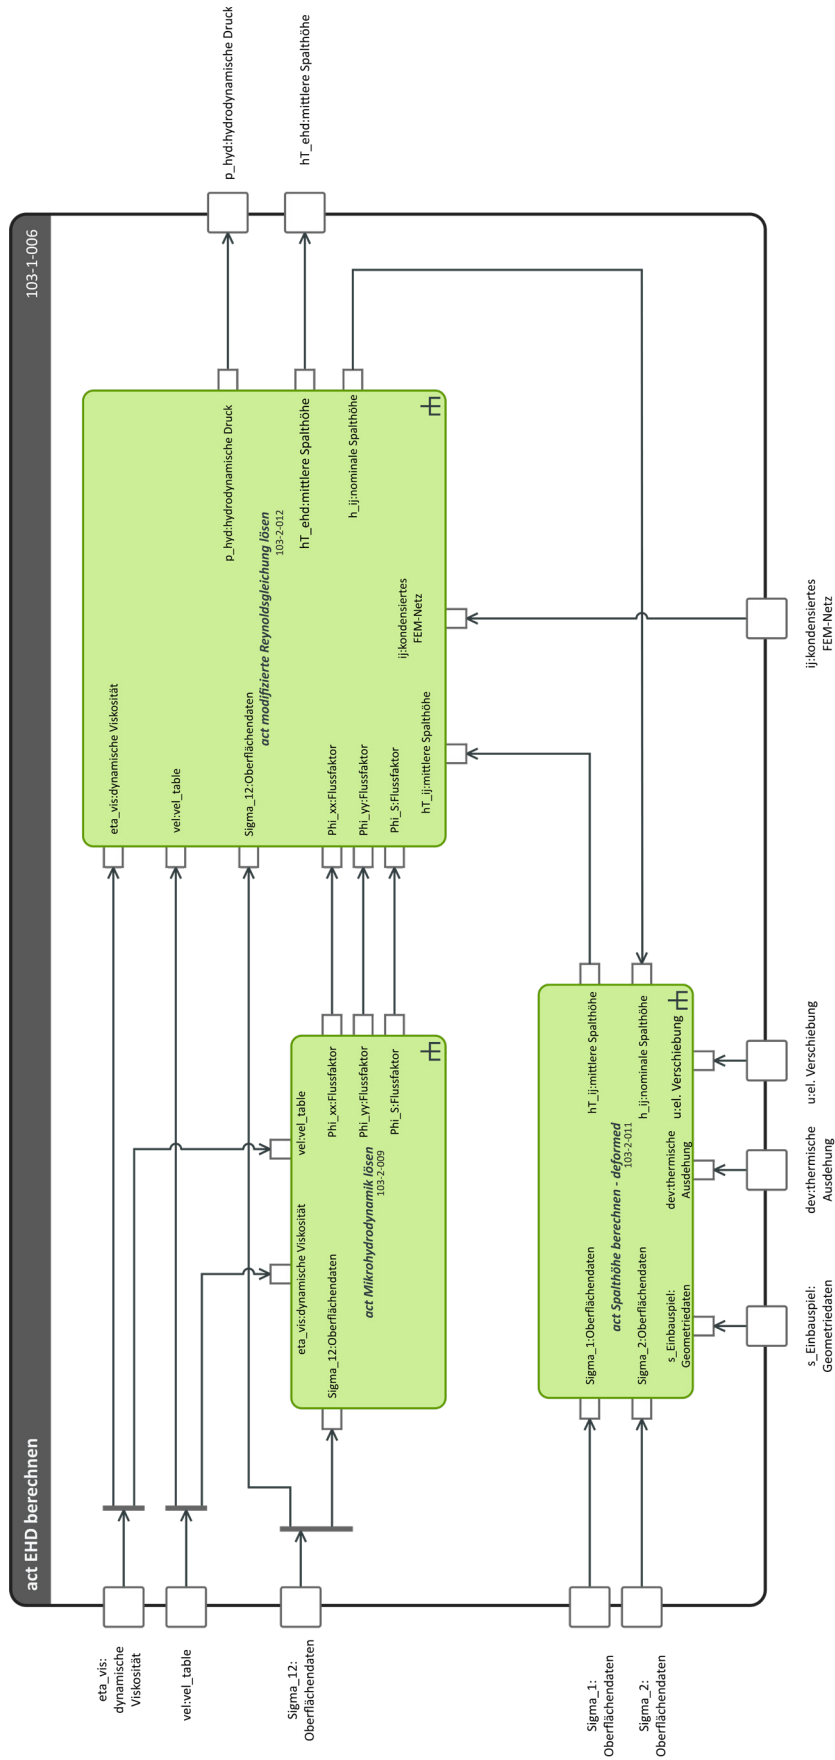 act EHD berechnen
103-1-006
eta_vis:
dynamische
Viskosität
vel:vel_table
Sigma_12:
Oberflächendaten
Sigma_1:
Oberflächendaten
Sigma_2:
Oberflächendaten
eta_vis:dynamische Viskosität
vel:vel_table
Sigma_12:Oberflächendaten
act Mikrohydrodynamik lösen
103-2-009
Phi_xx:Flussfaktor
Phi_yy:Flussfaktor
Phi_S:Flussfaktor
eta_vis:dynamische Viskosität
vel:vel_table
Sigma_12:Oberflächendaten
act modifizierte Reynoldsgleichung lösen
103-2-012
Phi_xx:Flussfaktor
Phi_yy:Flussfaktor
Phi_S:Flussfaktor
hT_ij:mittlere Spalthöhe
ij:kondensiertes
FEM-Netz
p_hyd:hydrodynamische Druck
hT_ehd:mittlere Spalthöhe
h_ij:nominale Spalthöhe
p_hyd:hydrodynamische Druck
hT_ehd:mittlere Spalthöhe
Sigma_1:Oberflächendaten
act Spalthöhe berechnen - deformed
103-2-011
Sigma_2:Oberflächendaten
hT_ij:mittlere Spalthöhe
h_ij:nominale Spalthöhe
s_Einbauspiel:
Geometriedaten
dev:thermische
Ausdehung
u:el. Verschiebung
s_Einbauspiel:
Geometriedaten
dev:thermische
Ausdehung
u:el. Verschiebung
ij:kondensiertes
FEM-Netz